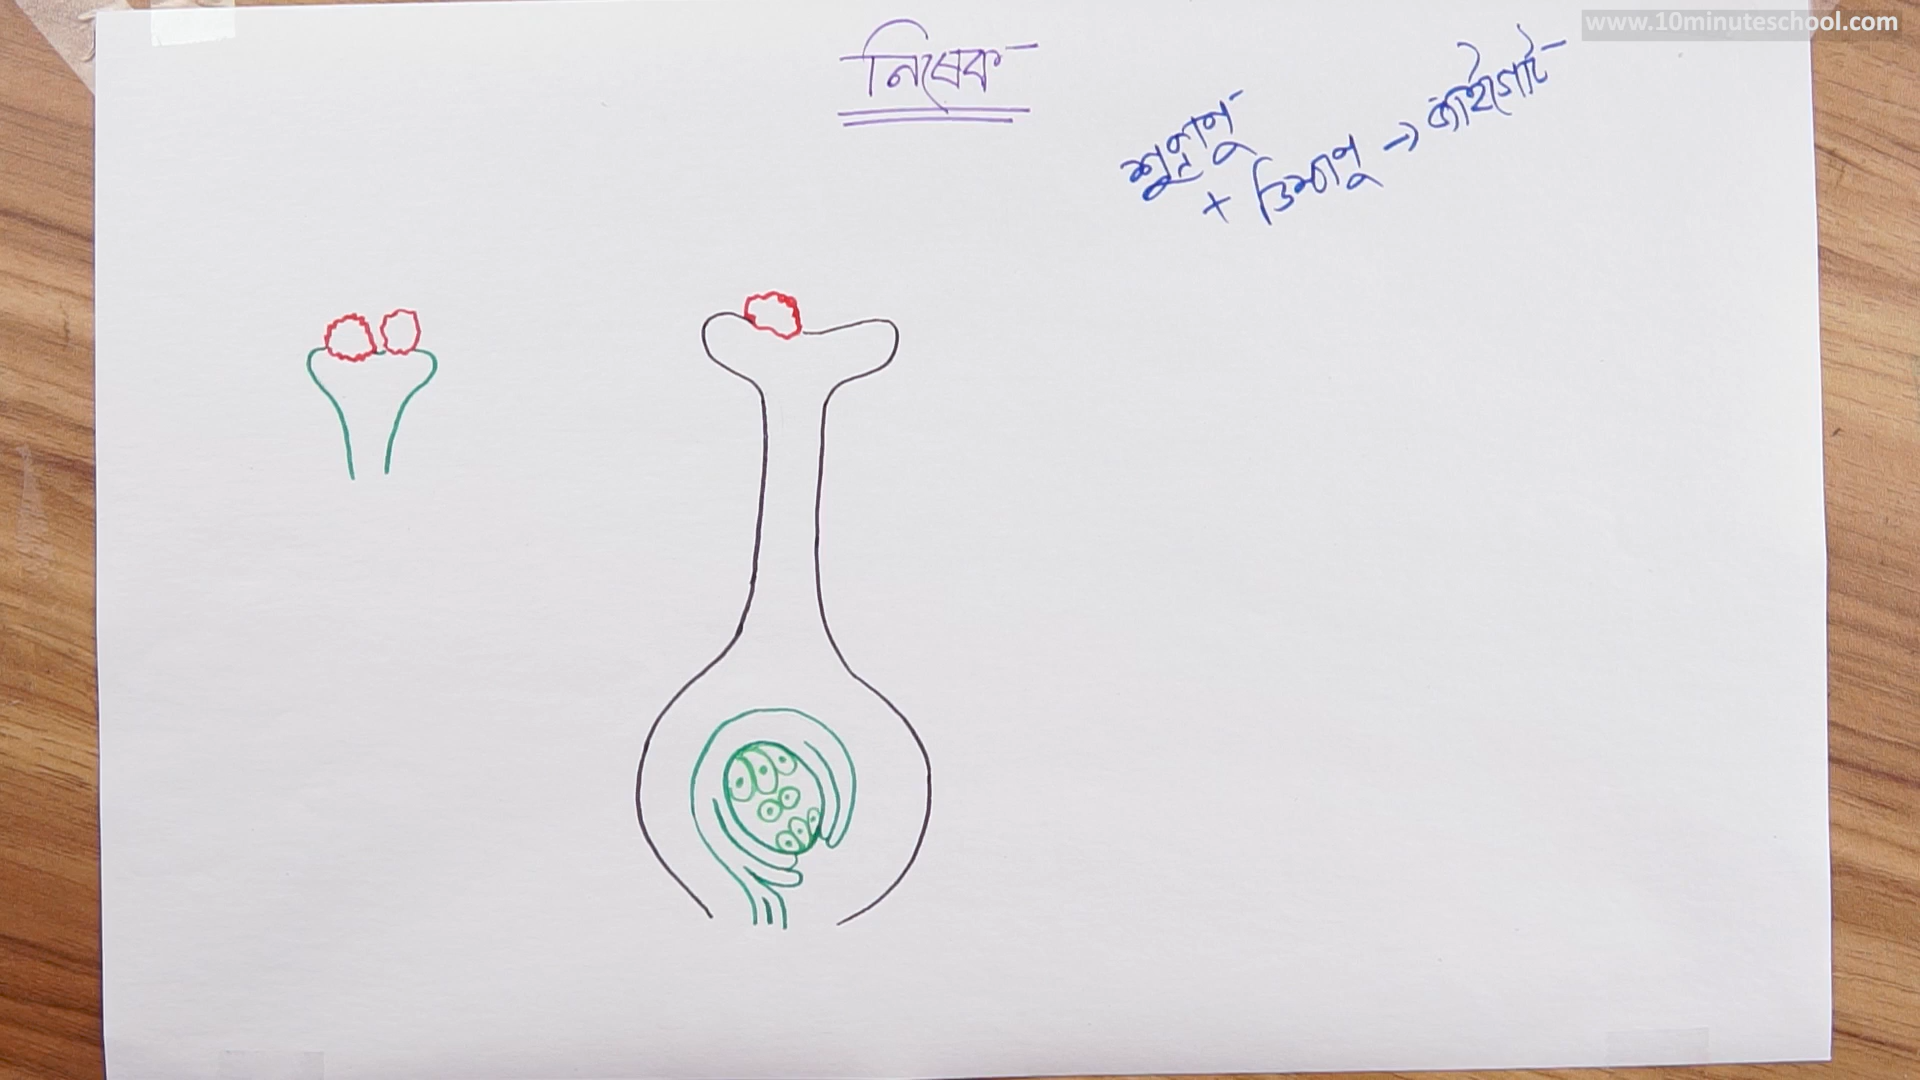 www.10minuteschool.com
নিষেক
শুক্রাণু
+ ডিম্বাণু → জাইগোট